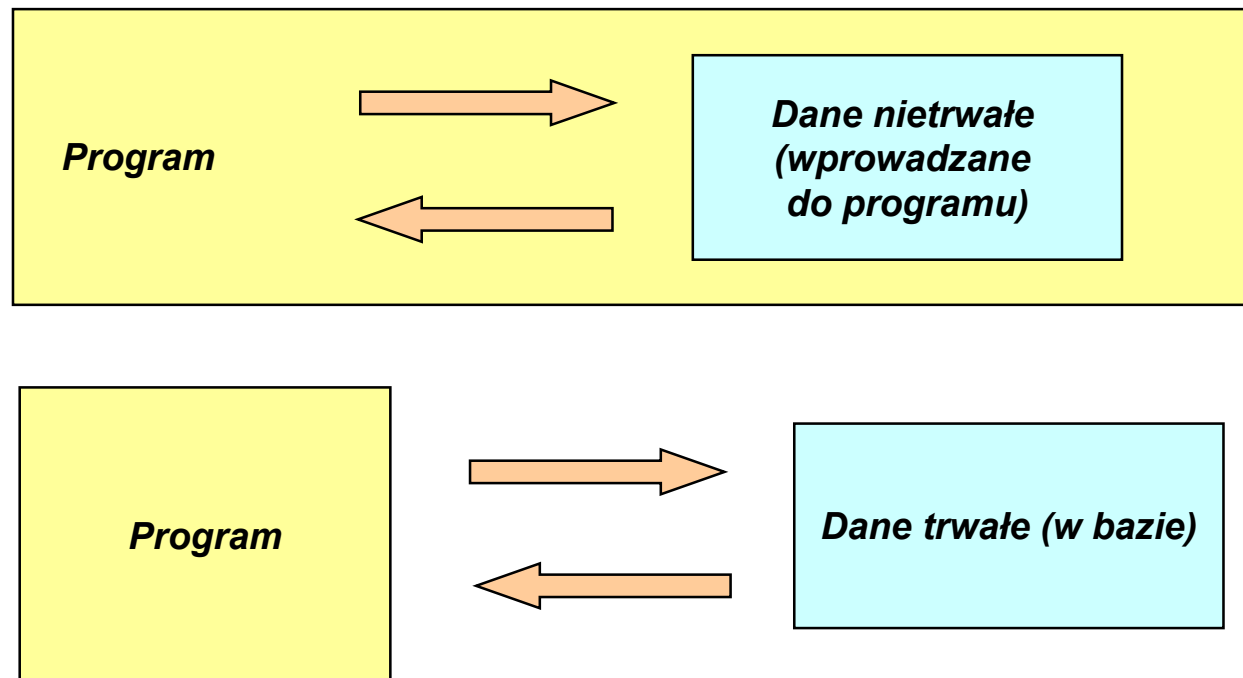 Program
Dane nietrwałe
(wprowadzane
do programu)
Program
Dane trwałe (w bazie)